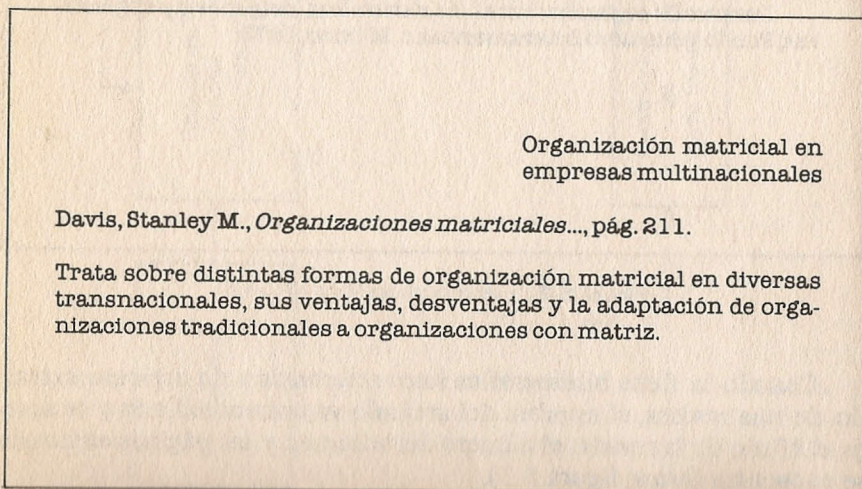 Organización matricial en
empresas multinacionales
Davis, Stanley M., Organizaciones matriciales..., pág. 211.
Trata sobre distintas formas de organización matricial en diversas
transnacionales, sus ventajas, desventajas y la adaptación de orga-
nizaciones tradicionales a organizaciones con matriz.